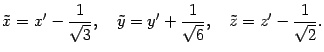 x̃ = x′ − 1/√3, ỹ = y′ + 1/√6, z̃ = z′ − 1/√2.